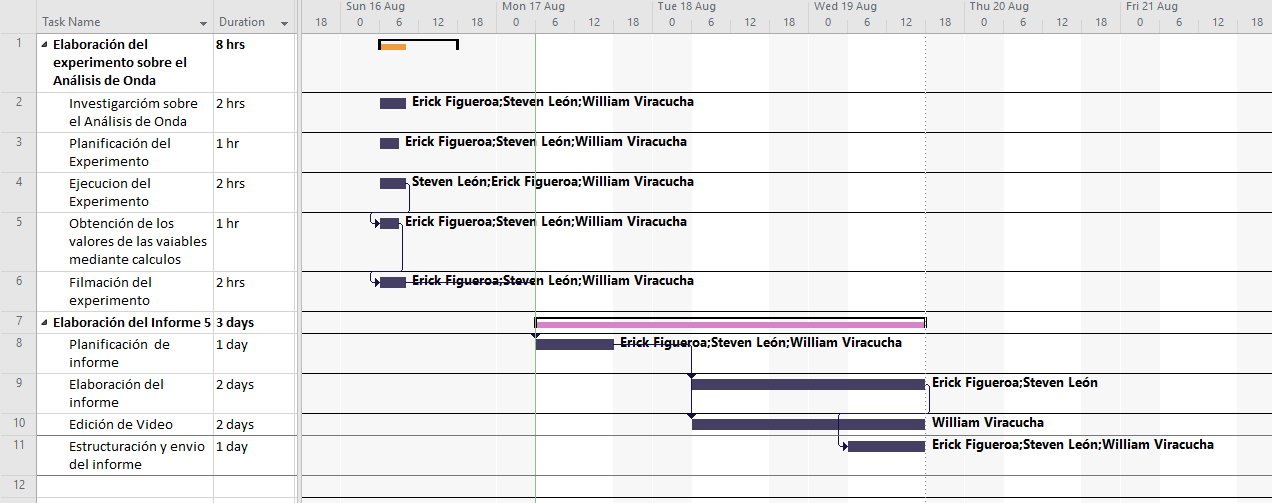 Sun 16 Aug Mon 17 Aug Tue 18 Aug Wed 19 Aug Thu 20 Aug Fri 21 Aug
Task Name Duration 18 0 6 12 18 0 6 12 18 0 6 12 18 0 6 12 18 0 6 12 18 0 6 12 18
1 Elaboración del 8 hrs
experimento sobre el
Análisis de Onda
2 Investigarcióm sobre 2 hrs Erick Figueroa;Steven León;William Viracucha
el Análisis de Onda
3 Planificación del 1 hr Erick Figueroa;Steven León;William Viracucha
Experimento
4 Ejecucion del 2 hrs Steven León;Erick Figueroa;William Viracucha
Experimento
5 Obtención de los 1 hr Erick Figueroa;Steven León;William Viracucha
valores de las vaiables
mediante calculos
6 Filmación del 2 hrs Erick Figueroa;Steven León;William Viracucha
experimento
7 Elaboración del Informe 5 3 days
8 Planificación de 1 day Erick Figueroa;Steven León;William Viracucha
informe
9 Elaboración del 2 days Erick Figueroa;Steven León
informe
10 Edición de Video 2 days William Viracucha
11 Estructuración y envio 1 day Erick Figueroa;Steven León;William Viracucha
del informe
12